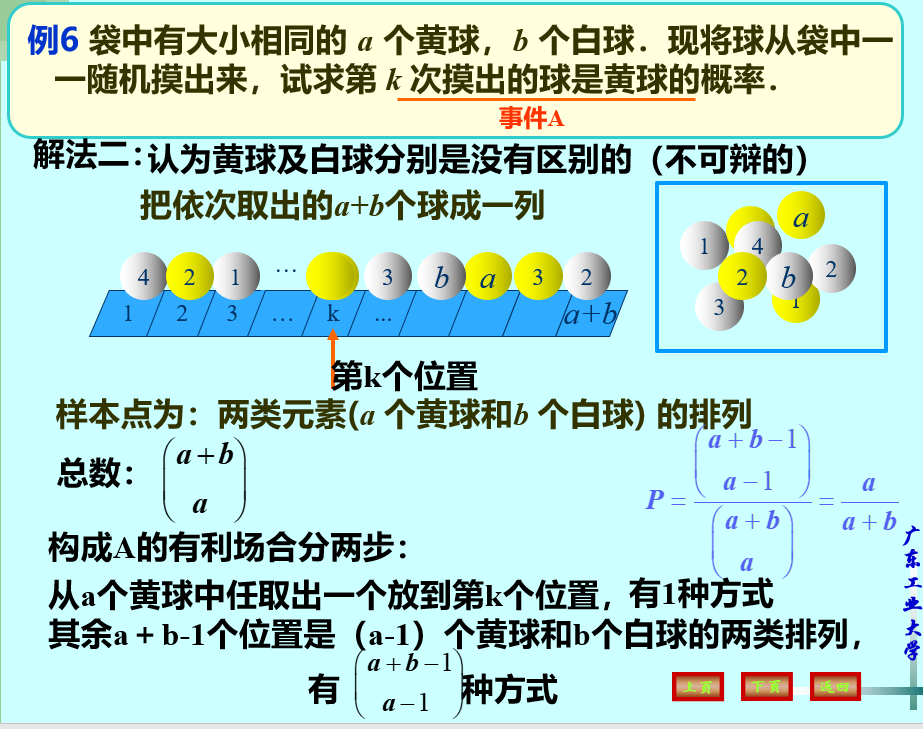 例6 袋中有大小相同的 a 个黄球，b 个白球．现将球从袋中一
一随机摸出来，试求第 k 次摸出的球是黄球的概率．
事件A
解法二：认为黄球及白球分别是没有区别的（不可辩的）
把依次取出的a+b个球成一列
4 2 1 … 3 b a 3 2
1 2 3 … k ... a+b
1 4 a 2 b 2 3 1
第k个位置
样本点为：两类元素(a 个黄球和b 个白球) 的排列
总数： (a+b
a)
P = (a+b−1
a−1) / (a+b
a) = a / a+b
构成A的有利场合分两步：
从a个黄球中任取出一个放到第k个位置，有1种方式
其余a＋b-1个位置是（a-1）个黄球和b个白球的两类排列，
有 (a+b−1
a−1) 种方式
广东工业大学
上頁 下頁 返回